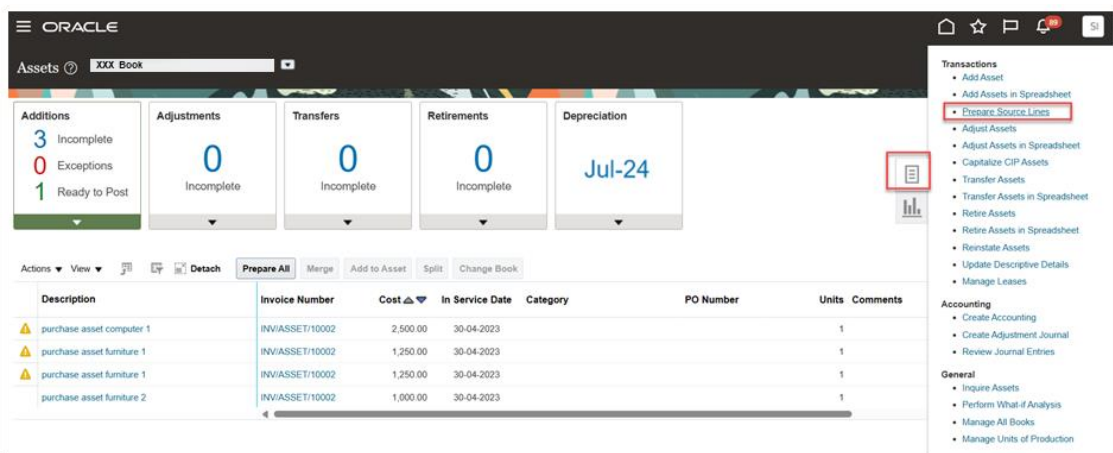 ORACLE
89
SI
Assets
XXX Book
Additions
3 Incomplete
0 Exceptions
1 Ready to Post
Adjustments
0
Incomplete
Transfers
0
Incomplete
Retirements
0
Incomplete
Depreciation
Jul-24
Actions View Detach Prepare All Merge Add to Asset Split Change Book
Description Invoice Number Cost In Service Date Category PO Number Units Comments
purchase asset computer 1 INV/ASSET/10002 2,500.00 30-04-2023 1
purchase asset furniture 1 INV/ASSET/10002 1,250.00 30-04-2023 1
purchase asset furniture 1 INV/ASSET/10002 1,250.00 30-04-2023 1
purchase asset furniture 2 INV/ASSET/10002 1,000.00 30-04-2023 1
Transactions
Add Asset
Add Assets in Spreadsheet
Prepare Source Lines
Adjust Assets
Adjust Assets in Spreadsheet
Capitalize CIP Assets
Transfer Assets
Transfer Assets in Spreadsheet
Retire Assets
Retire Assets in Spreadsheet
Reinstate Assets
Update Descriptive Details
Manage Leases
Accounting
Create Accounting
Create Adjustment Journal
Review Journal Entries
General
Inquire Assets
Perform What-if Analysis
Manage All Books
Manage Units of Production